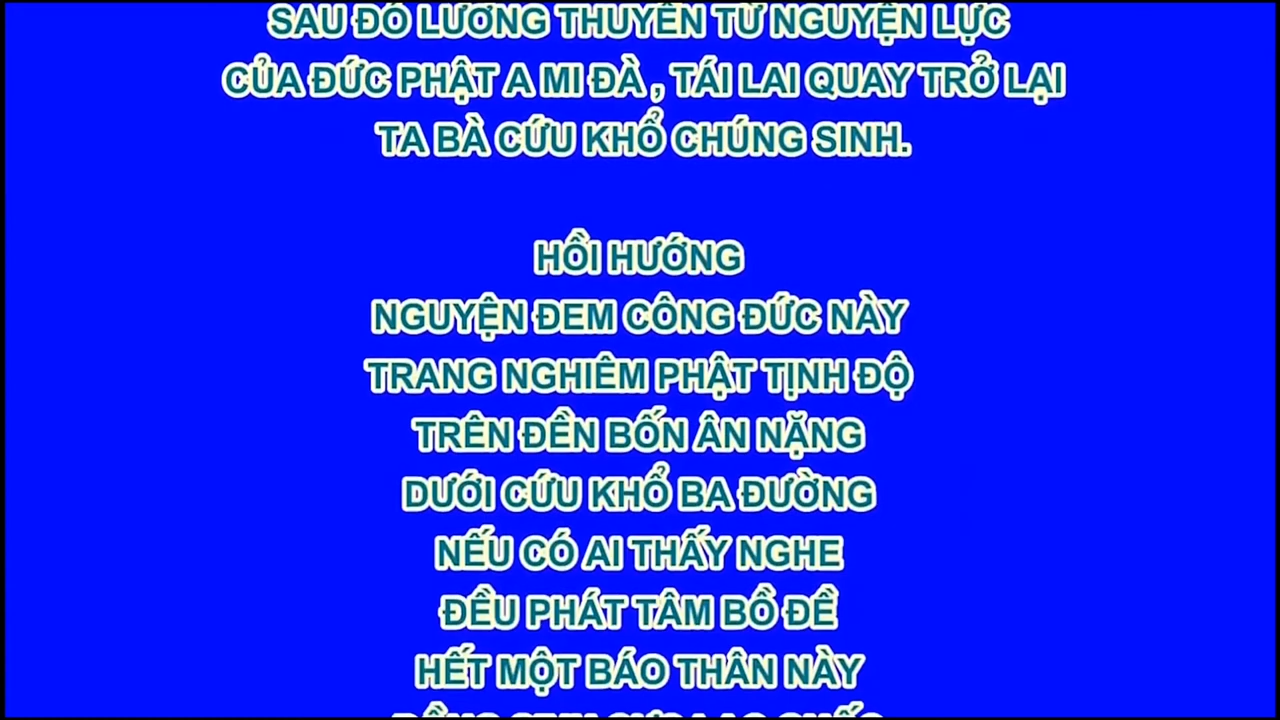 SAU ĐÓ LƯƠNG THUYỀN TỪ NGUYỆN LỰC
CỦA ĐỨC PHẬT A MI ĐÀ , TÁI LAI QUAY TRỞ LẠI
TA BÀ CỨU KHỔ CHÚNG SINH.
HỒI HƯỚNG
NGUYỆN ĐEM CÔNG ĐỨC NÀY
TRANG NGHIÊM PHẬT TỊNH ĐỘ
TRÊN ĐỀN BỐN ÂN NẶNG
DƯỚI CỨU KHỔ BA ĐƯỜNG
NẾU CÓ AI THẤY NGHE
ĐỀU PHÁT TÂM BỒ ĐỀ
HẾT MỘT BÁO THÂN NÀY